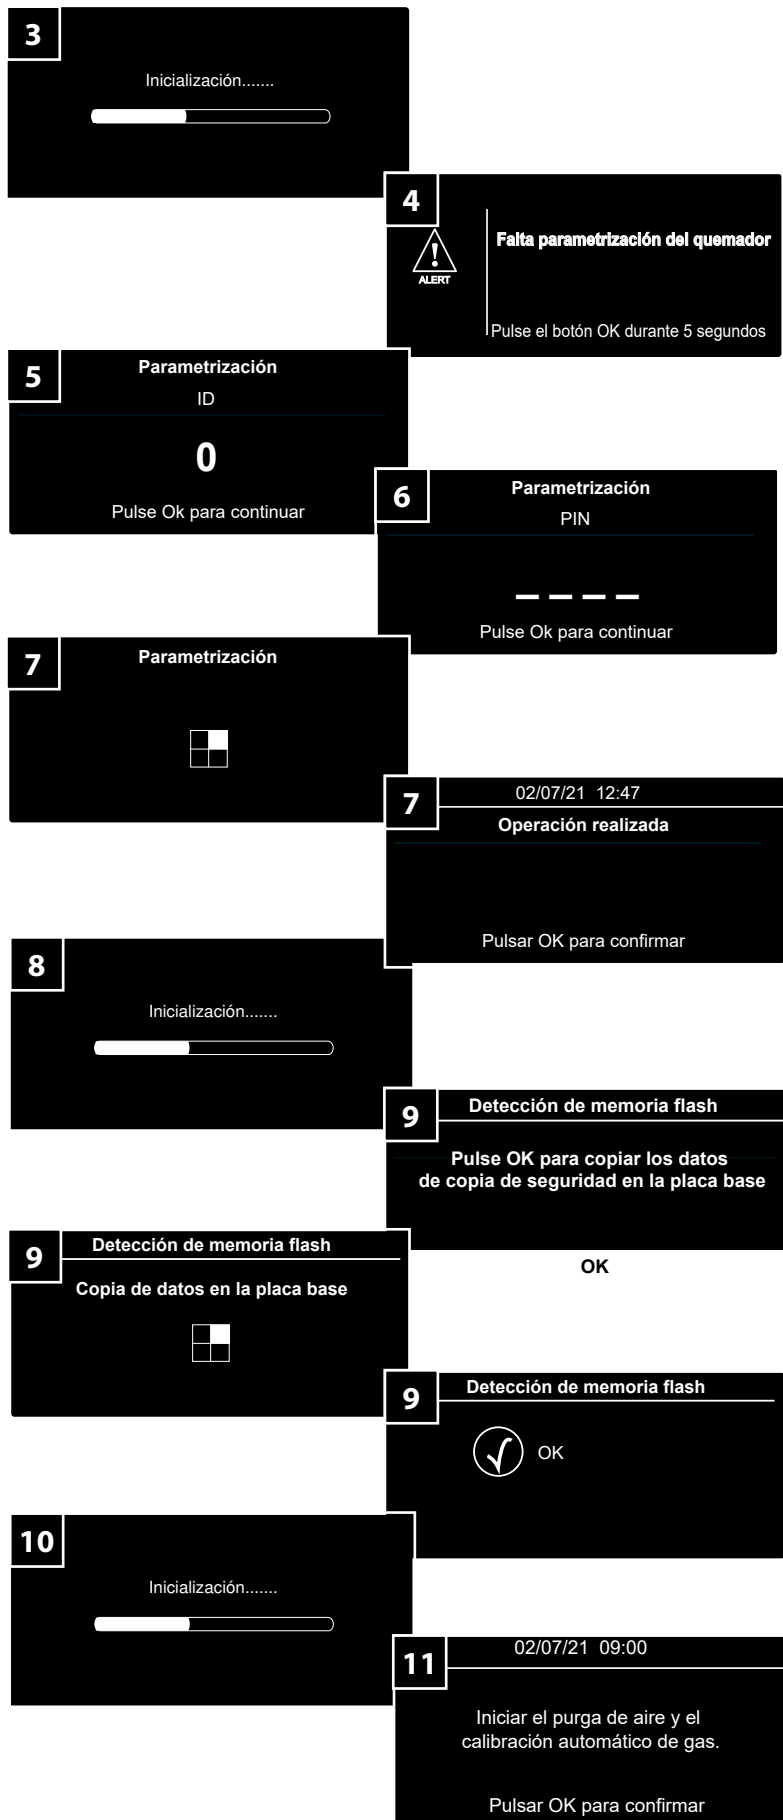 3
Inicialización.......
4
Falta parametrización del quemador
ALERT
Pulse el botón OK durante 5 segundos
5
Parametrización
ID
0
Pulse Ok para continuar
6
Parametrización
PIN
_ _ _ _
Pulse Ok para continuar
7
Parametrización
7
02/07/21 12:47
Operación realizada
Pulsar OK para confirmar
8
Inicialización.......
9
Detección de memoria flash
Pulse OK para copiar los datos
de copia de seguridad en la placa base
OK
9
Detección de memoria flash
Copia de datos en la placa base
9
Detección de memoria flash
OK
10
Inicialización.......
11
02/07/21 09:00
Iniciar el purga de aire y el
calibración automático de gas.
Pulsar OK para confirmar